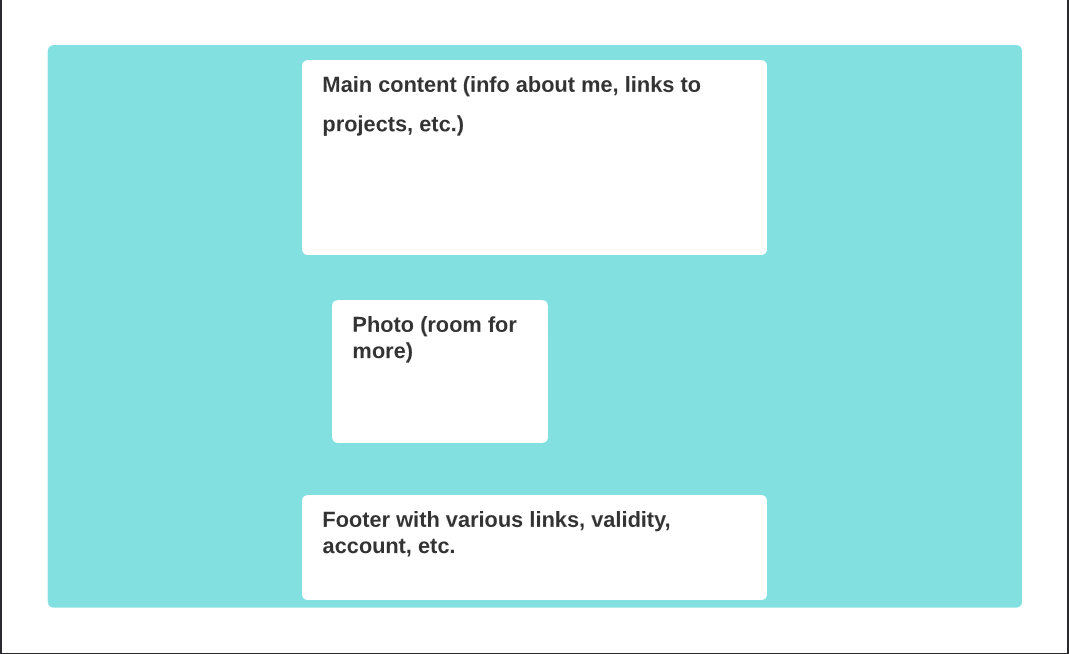 Main content (info about me, links to
projects, etc.)
Photo (room for
more)
Footer with various links, validity,
account, etc.